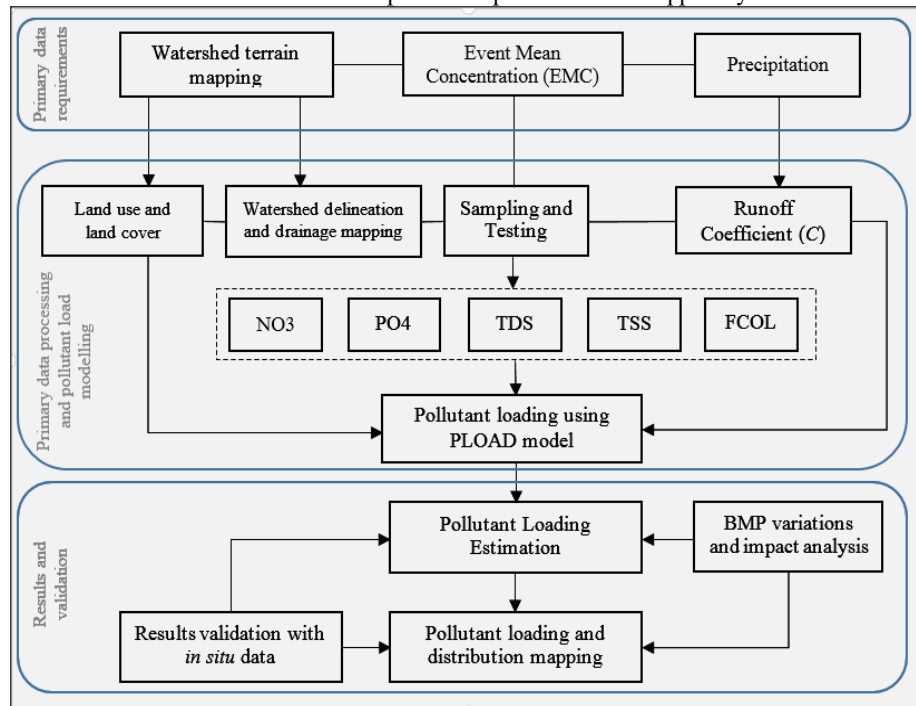 Primary data
requirements
Watershed terrain
mapping
Event Mean
Concentration (EMC)
Precipitation
Primary data processing
and pollutant load
modelling
Land use and
land cover
Watershed delineation
and drainage mapping
Sampling and
Testing
Runoff
Coefficient (C)
NO3
PO4
TDS
TSS
FCOL
Pollutant loading using
PLOAD model
Results and
validation
Pollutant Loading
Estimation
BMP variations
and impact analysis
Results validation with
in situ data
Pollutant loading and
distribution mapping